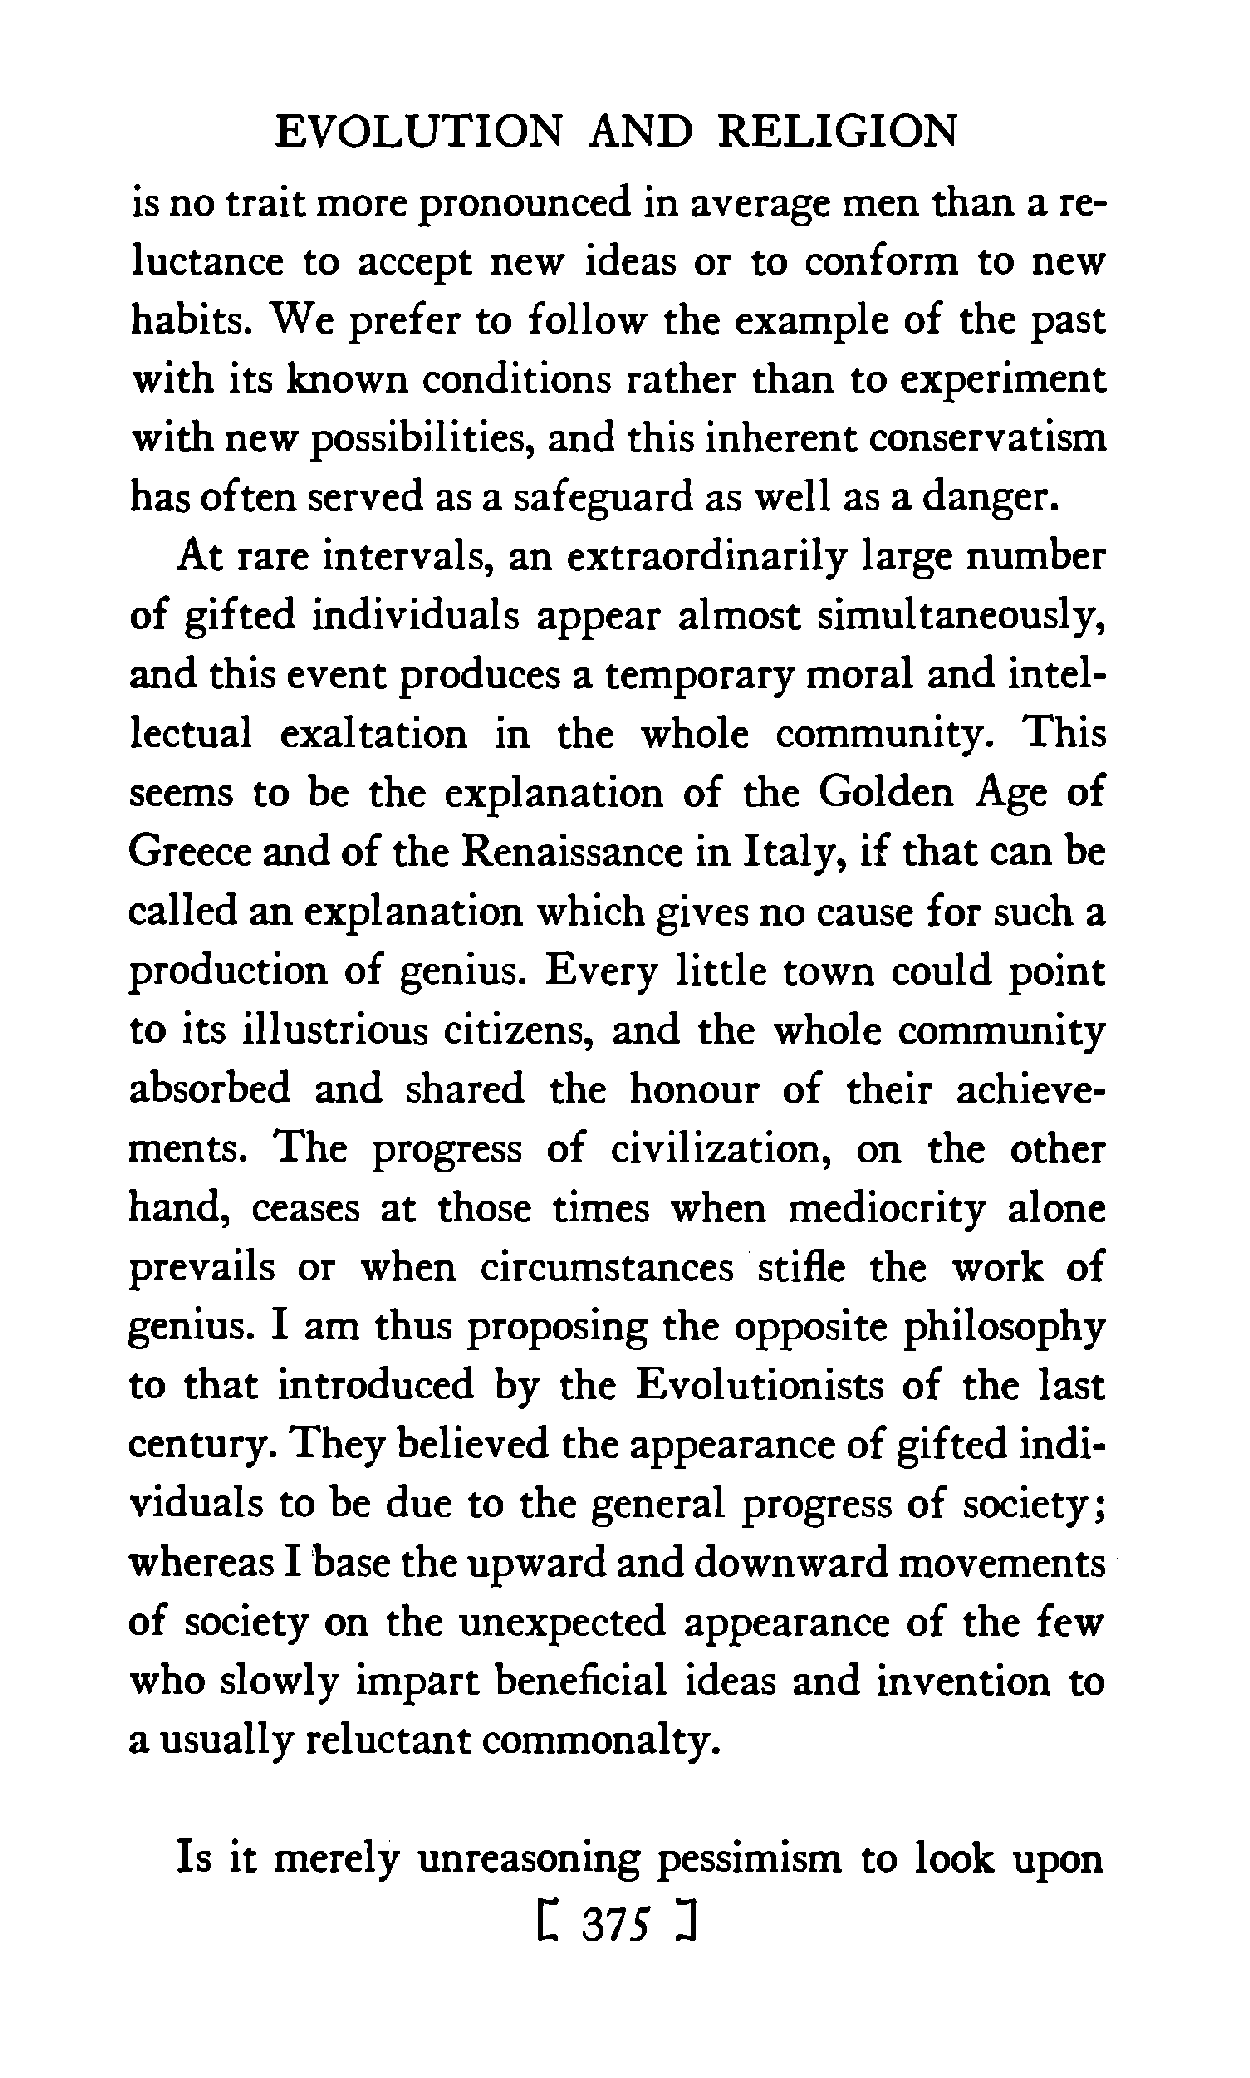 EVOLUTION AND RELIGION
is no trait more pronounced in average men than a re-
luctance to accept new ideas or to conform to new
habits. We prefer to follow the example of the past
with its known conditions rather than to experiment
with new possibilities, and this inherent conservatism
has often served as a safeguard as well as a danger.
At rare intervals, an extraordinarily large number
of gifted individuals appear almost simultaneously,
and this event produces a temporary moral and intel-
lectual exaltation in the whole community. This
seems to be the explanation of the Golden Age of
Greece and of the Renaissance in Italy, if that can be
called an explanation which gives no cause for such a
production of genius. Every little town could point
to its illustrious citizens, and the whole community
absorbed and shared the honour of their achieve-
ments. The progress of civilization, on the other
hand, ceases at those times when mediocrity alone
prevails or when circumstances stifle the work of
genius. I am thus proposing the opposite philosophy
to that introduced by the Evolutionists of the last
century. They believed the appearance of gifted indi-
viduals to be due to the general progress of society;
whereas I base the upward and downward movements
of society on the unexpected appearance of the few
who slowly impart beneficial ideas and invention to
a usually reluctant commonalty.
Is it merely unreasoning pessimism to look upon
[ 375 ]